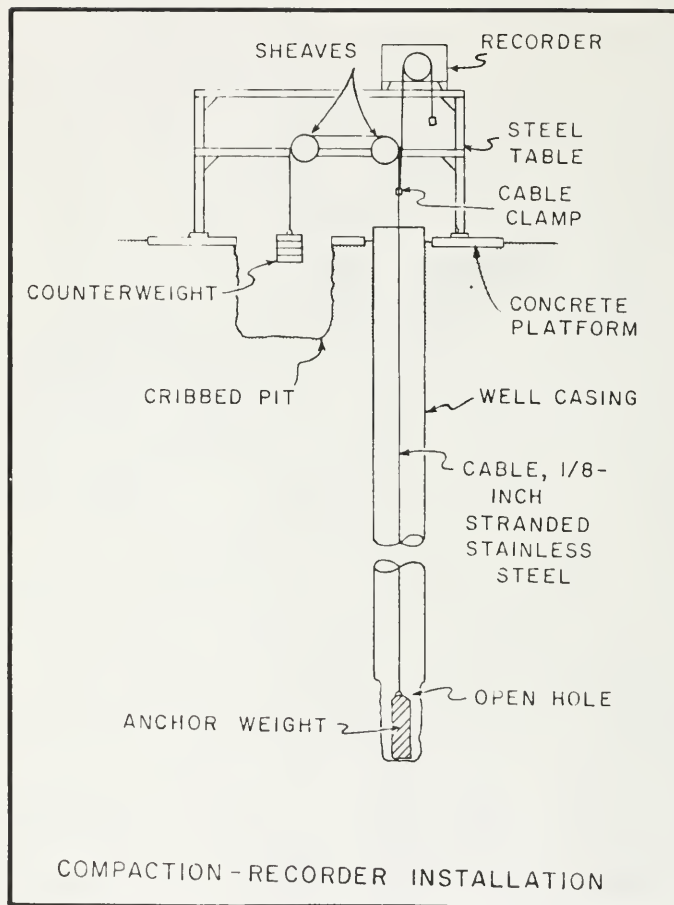 SHEAVES
RECORDER
STEEL
TABLE
CABLE
CLAMP
COUNTERWEIGHT
CONCRETE
PLATFORM
CRIBBED PIT
WELL CASING
CABLE, 1/8-
INCH
STRANDED
STAINLESS
STEEL
OPEN HOLE
ANCHOR WEIGHT
COMPACTION-RECORDER INSTALLATION